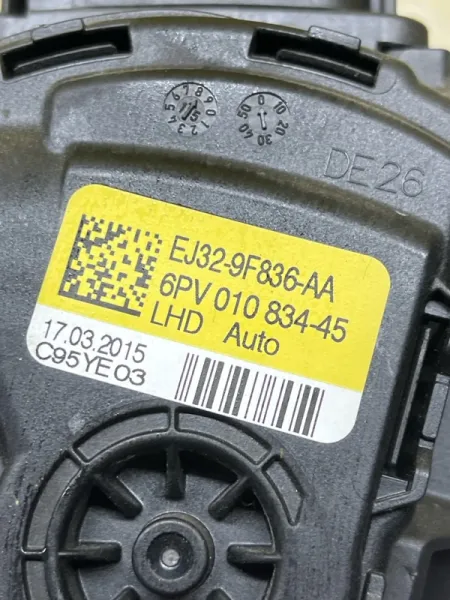 DE26
EJ32-9F836-AA
6PV 010 834-45
LHD Auto
17.03.2015
C95YE03